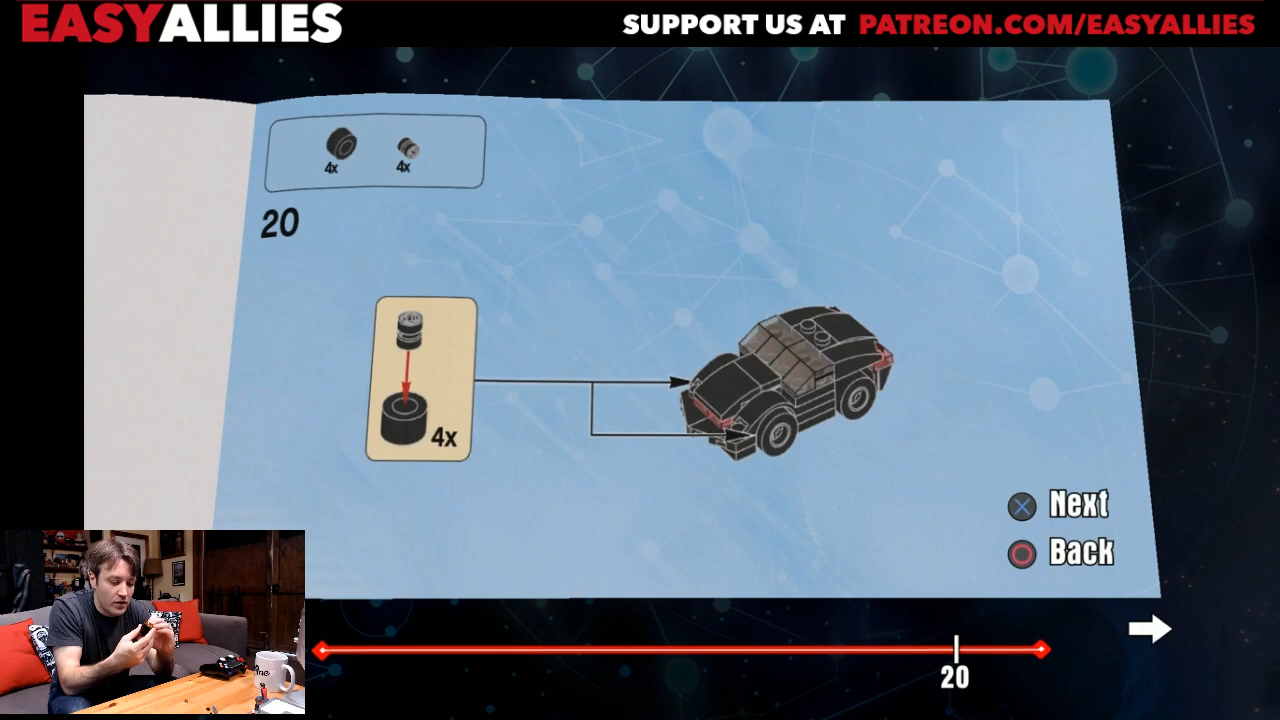 EASYALLIES
SUPPORT US AT PATREON.COM/EASYALLIES
4x 4x
20
4x
Next
Back
20